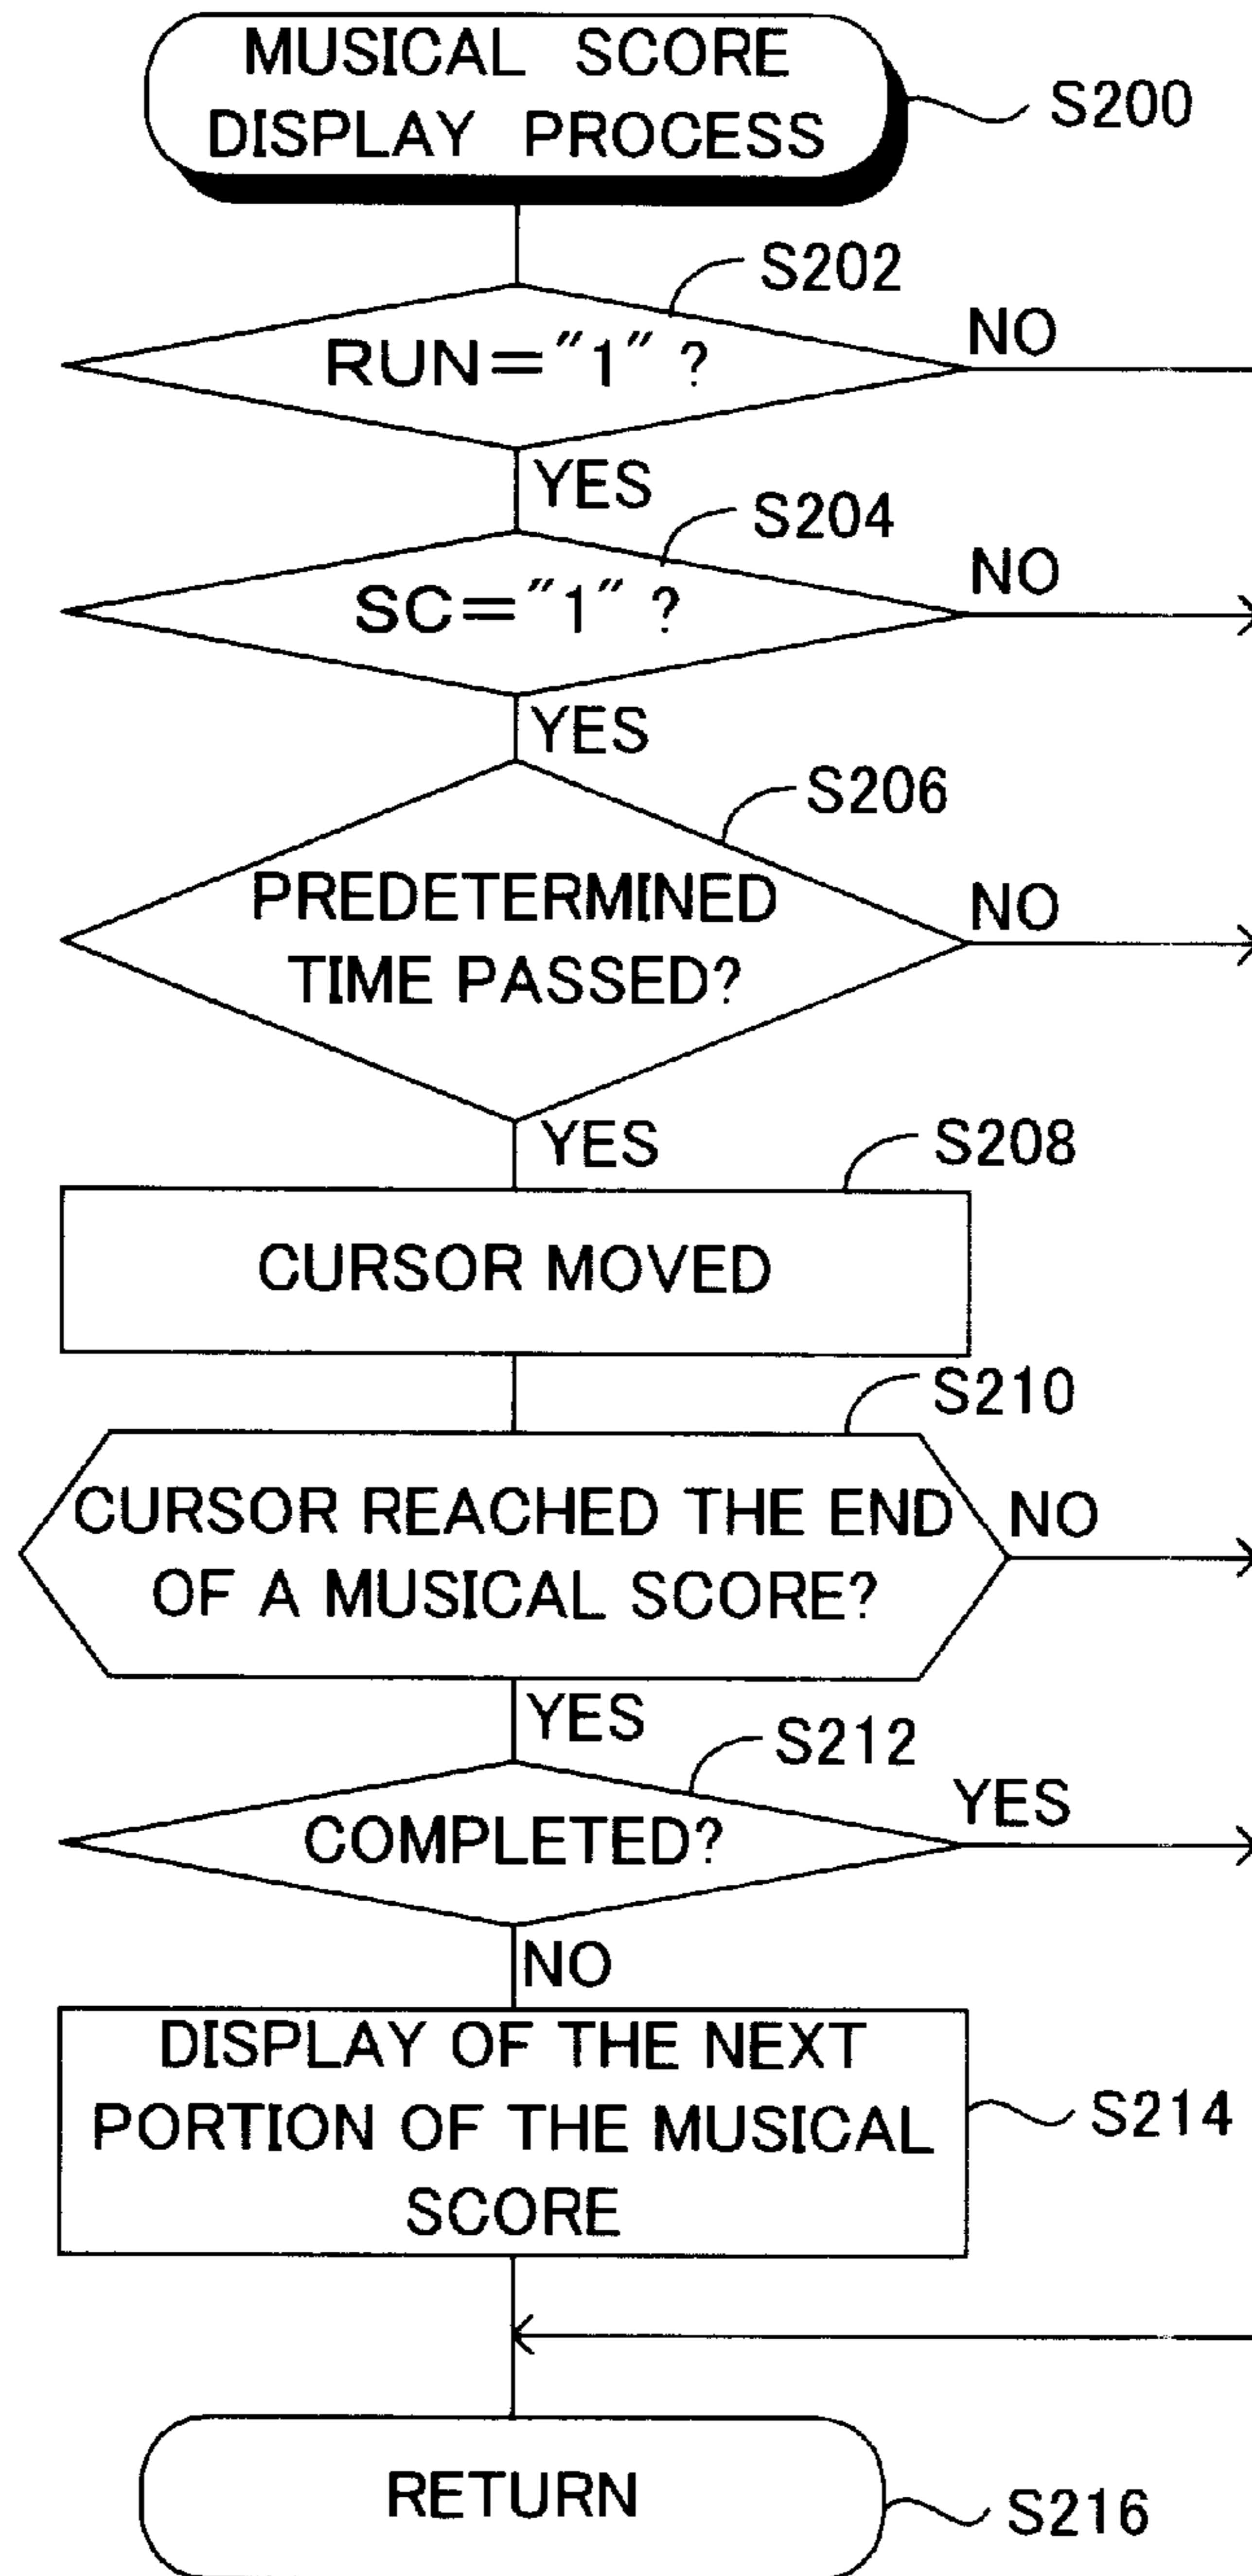 MUSICAL SCORE
DISPLAY PROCESS
S200
S202
RUN="1"?
NO
YES
S204
SC="1"?
NO
YES
S206
PREDETERMINED
TIME PASSED?
NO
YES
S208
CURSOR MOVED
S210
CURSOR REACHED THE END
OF A MUSICAL SCORE?
NO
YES
S212
COMPLETED?
YES
NO
DISPLAY OF THE NEXT
PORTION OF THE MUSICAL
SCORE
S214
RETURN
S216